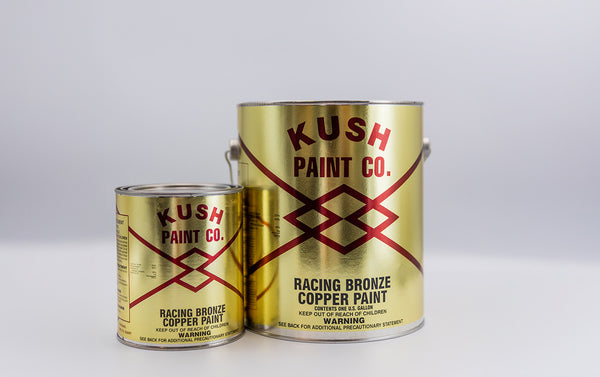 KUSH
PAINT CO.
RACING BRONZE
COPPER PAINT
KEEP OUT OF REACH OF CHILDREN
WARNING
SEE BACK FOR ADDITIONAL PRECAUTIONARY STATEMENT
KUSH
PAINT CO.
RACING BRONZE
COPPER PAINT
CONTENTS ONE U.S. GALLON
KEEP OUT OF REACH OF CHILDREN
WARNING
SEE BACK FOR ADDITIONAL PRECAUTIONARY STATEMENT